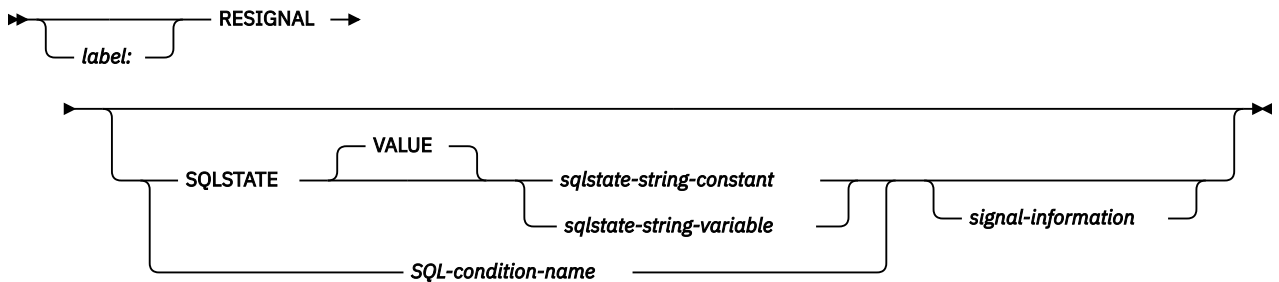 RESIGNAL
label:
VALUE
SQLSTATE sqlstate-string-constant
sqlstate-string-variable signal-information
SQL-condition-name